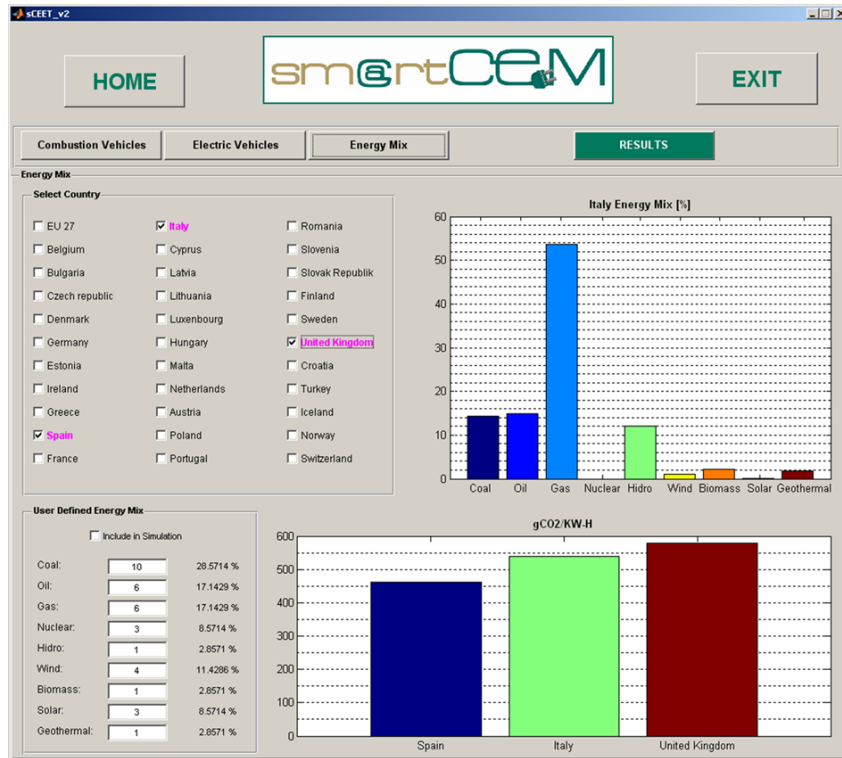 sCEET_v2
HOME
sm@rtCeM
EXIT
Combustion Vehicles Electric Vehicles Energy Mix RESULTS
Energy Mix
Select Country
EU 27 Italy Romania
Belgium Cyprus Slovenia
Bulgaria Latvia Slovak Republik
Czech republic Lithuania Finland
Denmark Luxembourg Sweden
Germany Hungary United Kingdom
Estonia Malta Croatia
Ireland Netherlands Turkey
Greece Austria Iceland
Spain Poland Norway
France Portugal Switzerland
Italy Energy Mix [%]
60
50
40
30
20
10
0
Coal Oil Gas Nuclear Hidro Wind Biomass Solar Geothermal
User Defined Energy Mix
Include in Simulation
Coal: 10 28.5714 %
Oil: 6 17.1429 %
Gas: 6 17.1429 %
Nuclear: 3 8.5714 %
Hidro: 1 2.8571 %
Wind: 4 11.4286 %
Biomass: 1 2.8571 %
Solar: 3 8.5714 %
Geothermal: 1 2.8571 %
gCO2/KW-H
600
500
400
300
200
100
0
Spain Italy United Kingdom